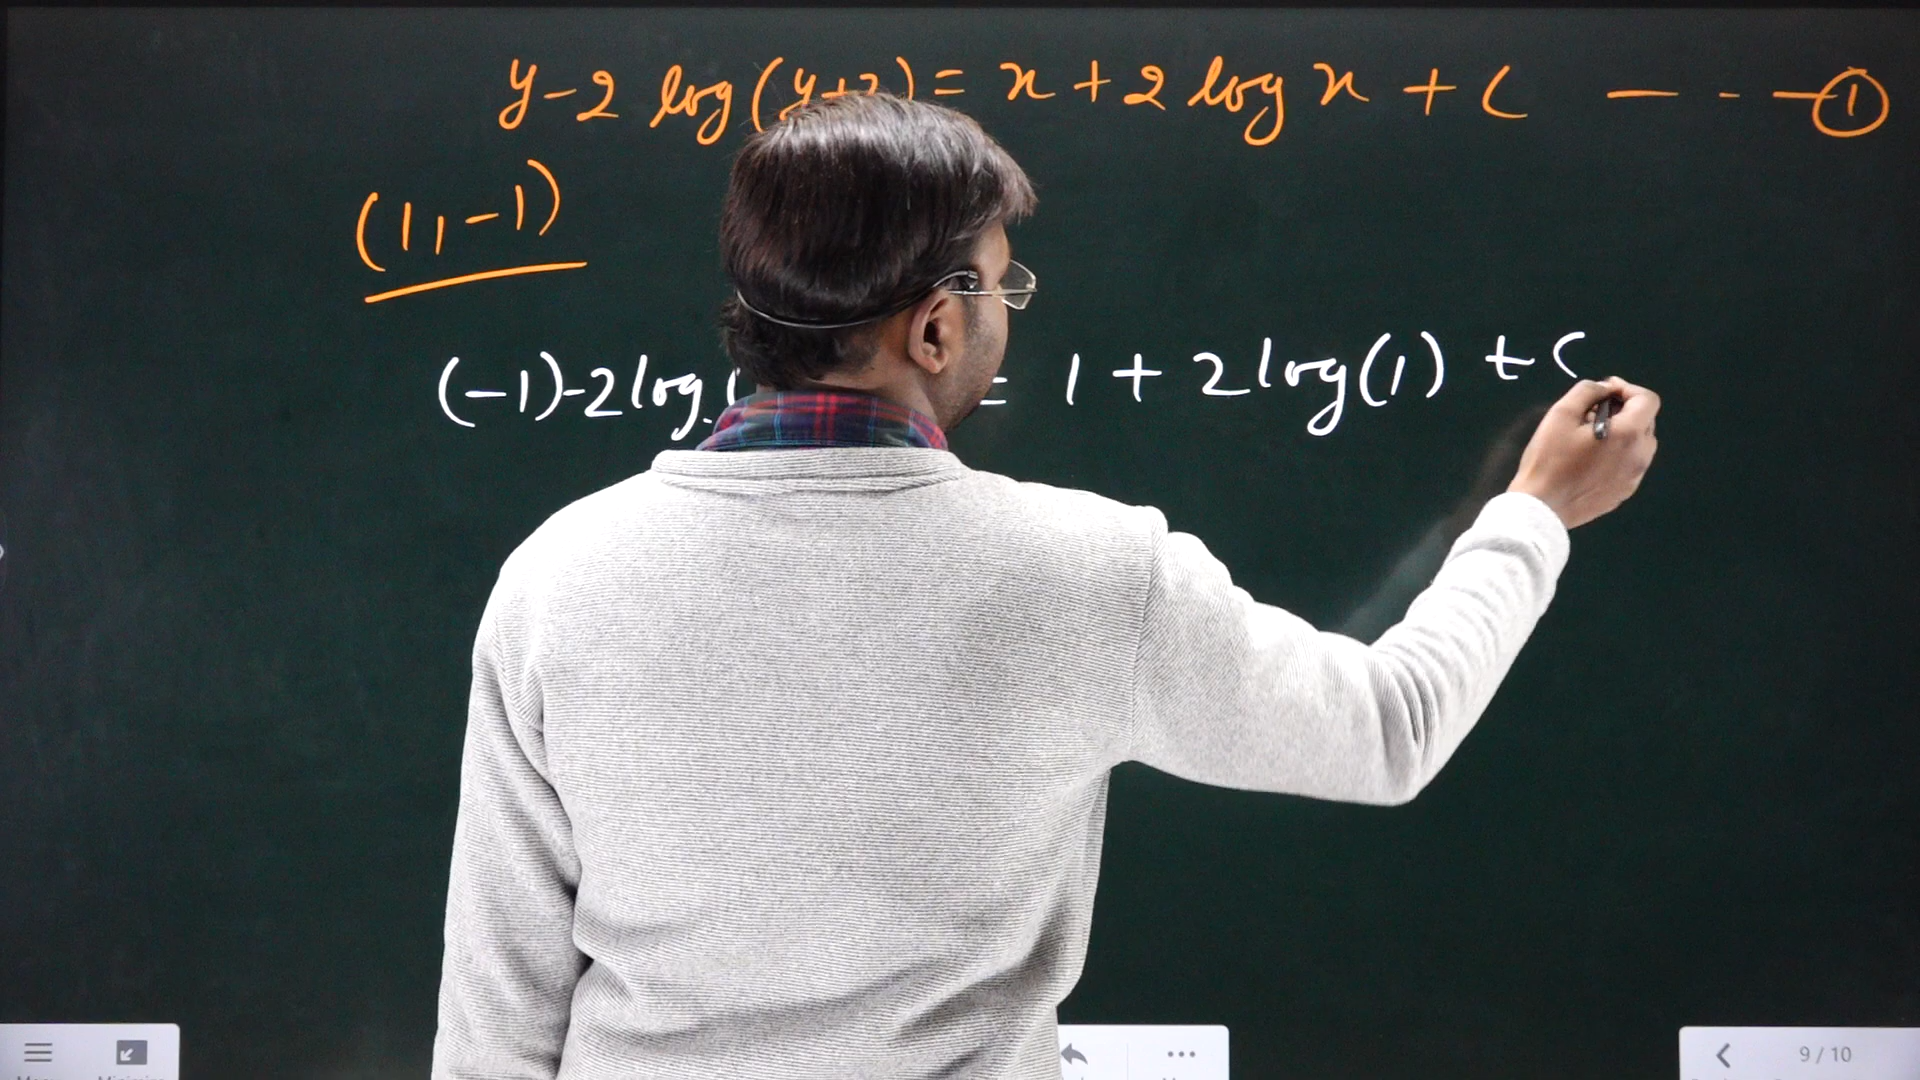 y-2 log(y+2) = x+2 log x + C - - - ①
(1,-1)
(-1)-2log( = 1 + 2log(1) + C
9 / 10